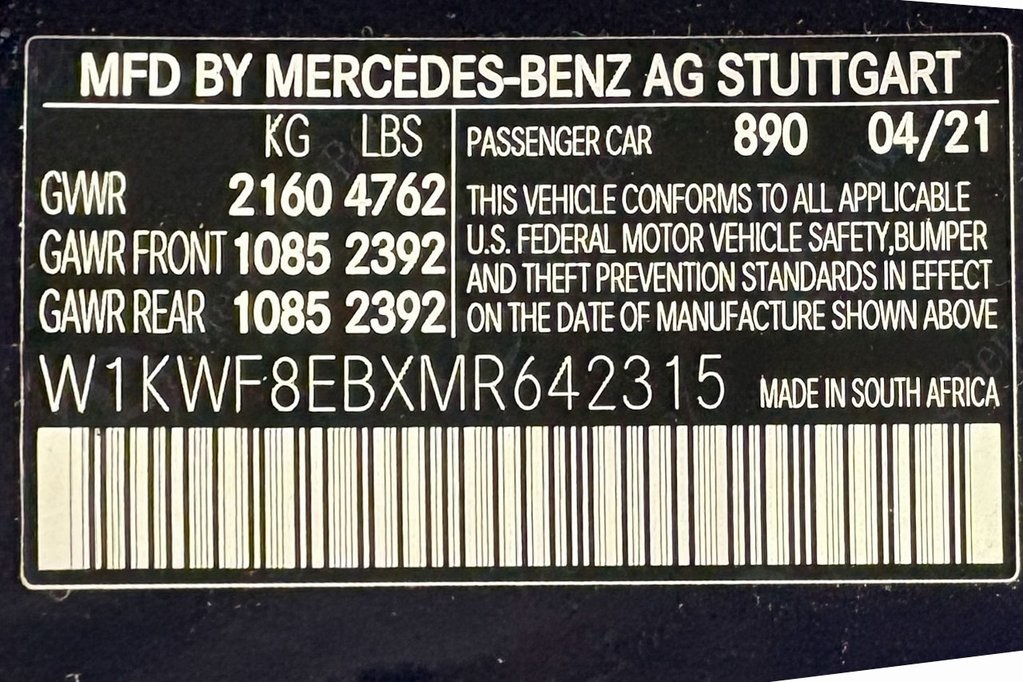 MFD BY MERCEDES-BENZ AG STUTTGART
KG LBS
GVWR 2160 4762
GAWR FRONT 1085 2392
GAWR REAR 1085 2392
PASSENGER CAR 890 04/21
THIS VEHICLE CONFORMS TO ALL APPLICABLE
U.S. FEDERAL MOTOR VEHICLE SAFETY,BUMPER
AND THEFT PREVENTION STANDARDS IN EFFECT
ON THE DATE OF MANUFACTURE SHOWN ABOVE
W1KWF8EBXMR642315 MADE IN SOUTH AFRICA